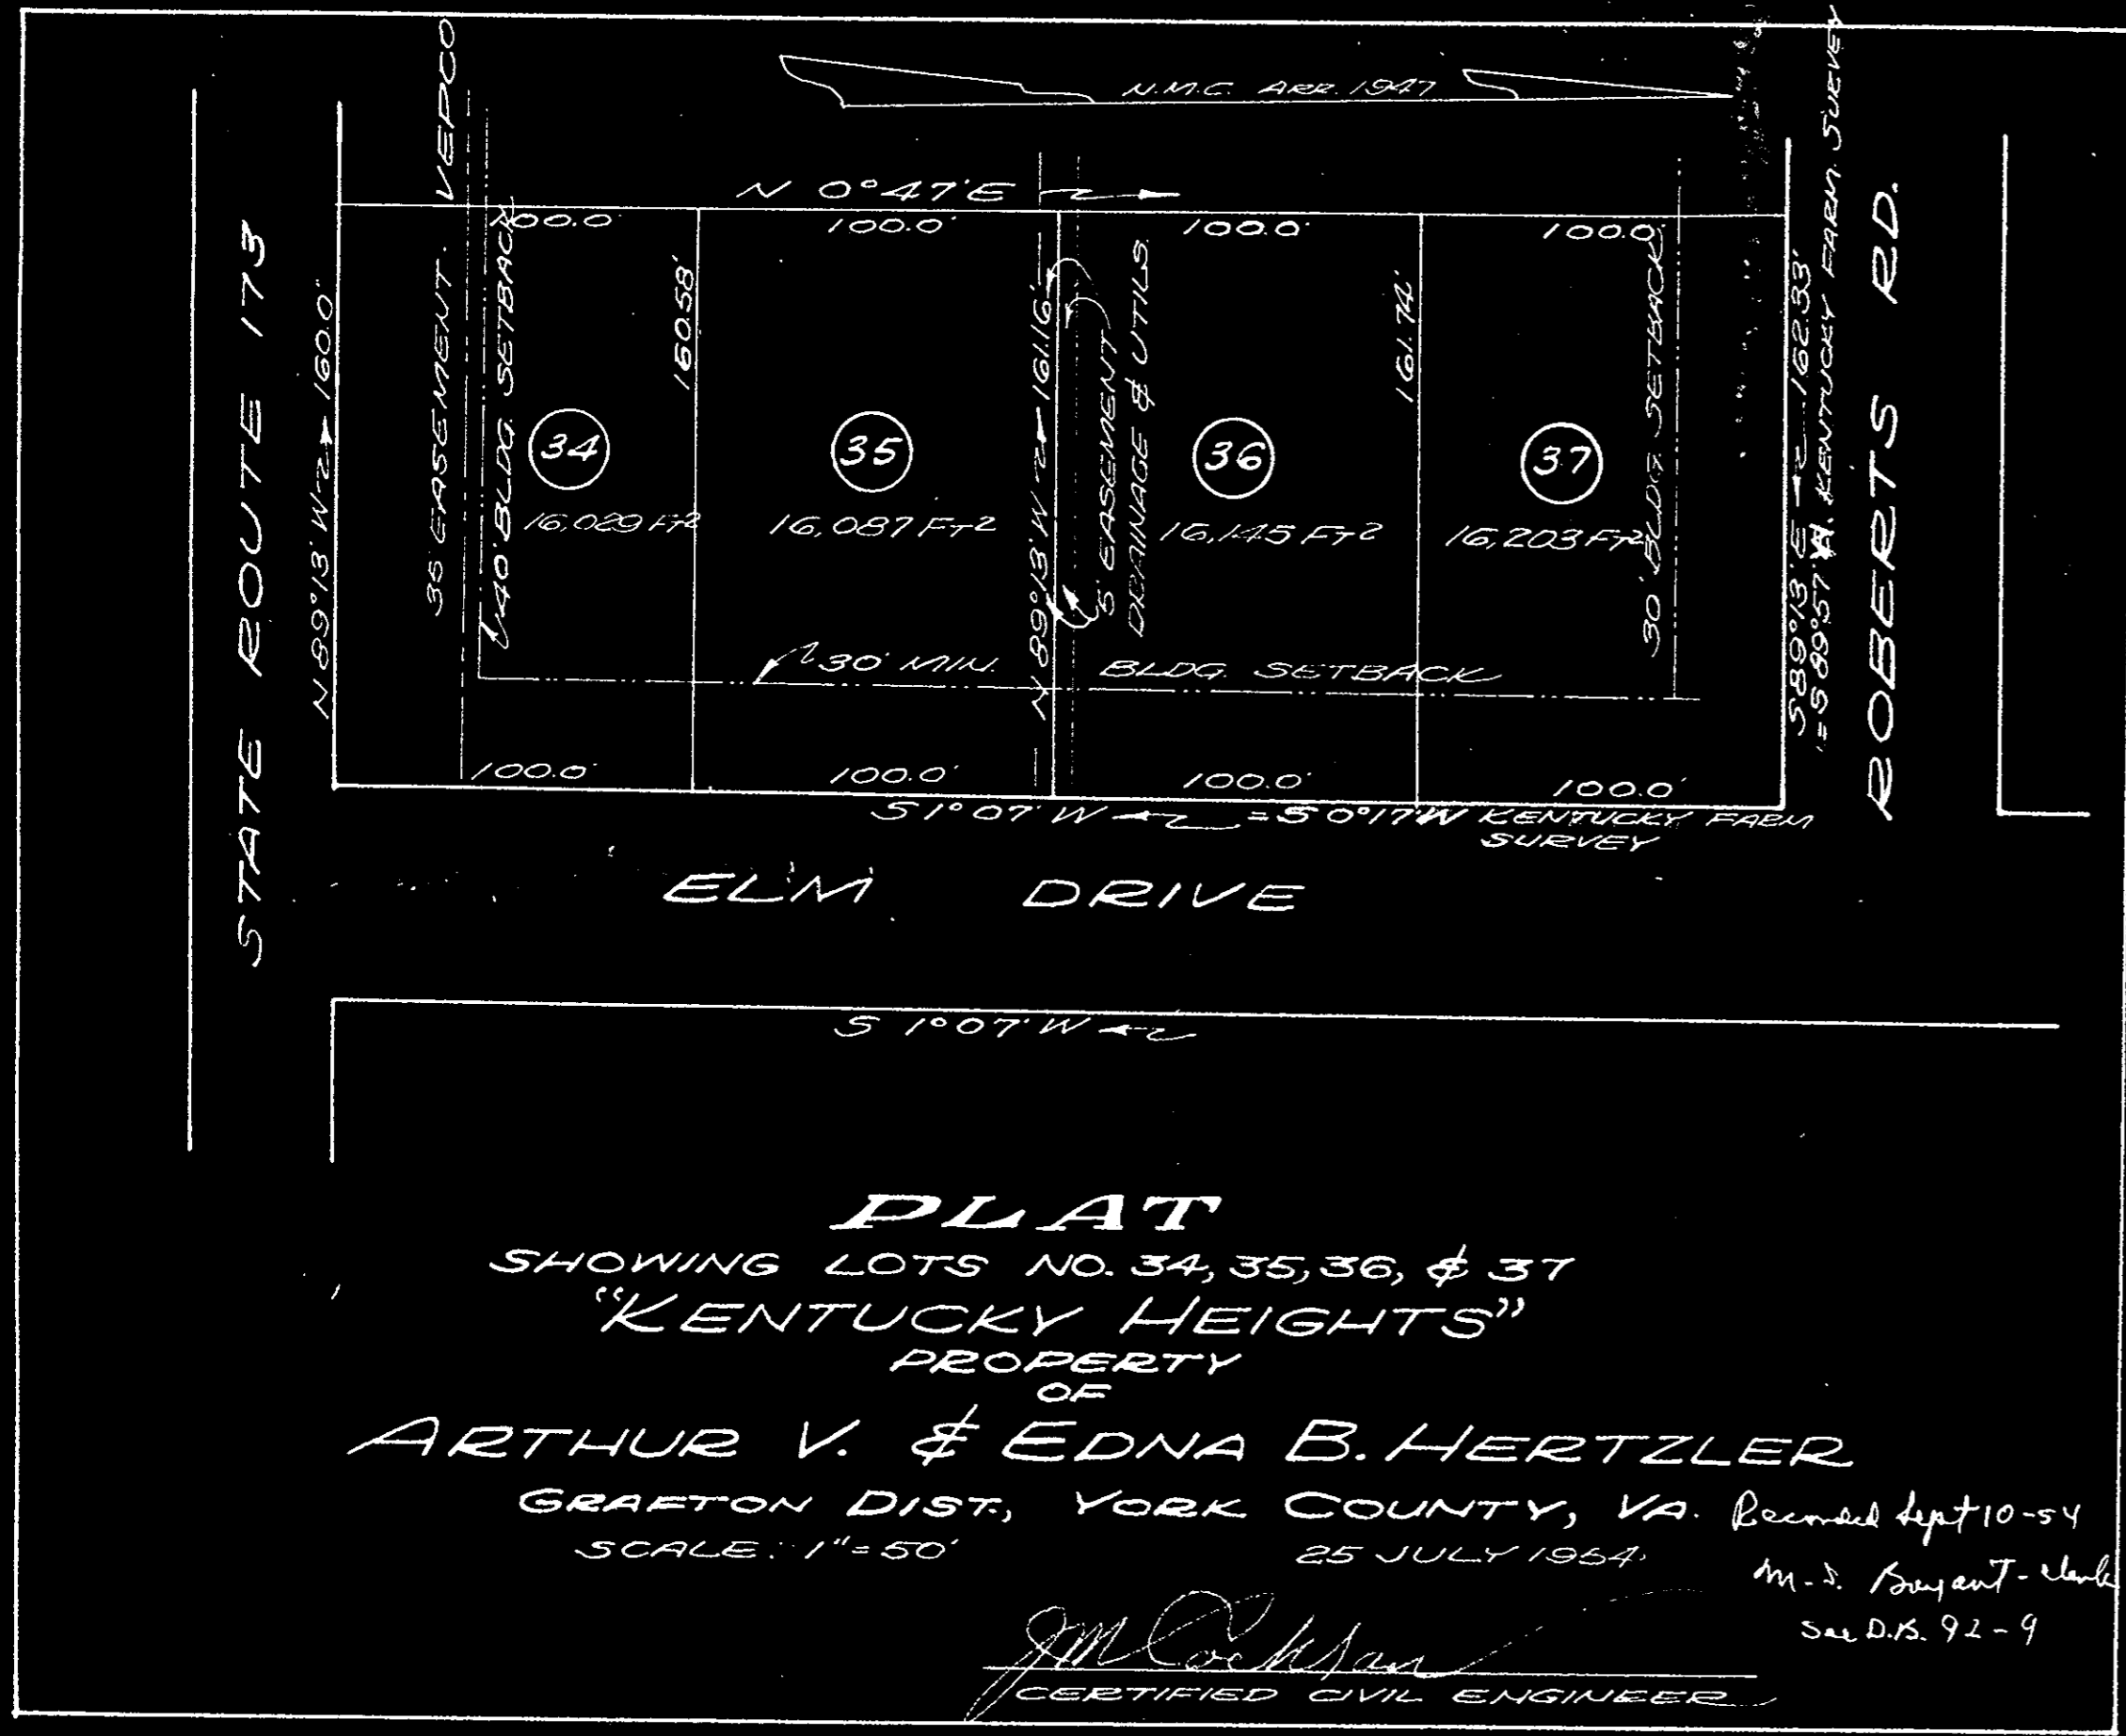 N.M.C. ARR. 1947
VEPCO
35' EASEMENT.
N 0°47'E
100.0'
100.0'
100.0'
100.0'
STATE ROUTE 173
N 89°13' W 160.0'
40' BLDG. SETBACK
160.58'
N 89°13' W 161.16'
5' EASEMENT
DRAINAGE & UTILS.
161.74'
30' BLDG. SETBACK
S 89°13' E 162.33'
= S 89°57' W. KENTUCKY FARM. SURVEY
ROBERTS RD.
34
35
36
37
16,029 FT2
16,087 FT2
16,145 FT2
16,203 FT2
30' MIN. BLDG. SETBACK
100.0'
100.0'
100.0'
100.0'
S 1°07' W = S 0°17' W KENTUCKY FARM
SURVEY
ELM DRIVE
S 1°07' W
PLAT
SHOWING LOTS NO. 34, 35, 36, & 37
"KENTUCKY HEIGHTS"
PROPERTY
OF
ARTHUR V. & EDNA B. HERTZLER
GRAFTON DIST., YORK COUNTY, VA.
SCALE: 1"=50' 25 JULY 1954.
Recorded Sept 10-54
Bryant - clerk
See D.B. 92-9
CERTIFIED CIVIL ENGINEER